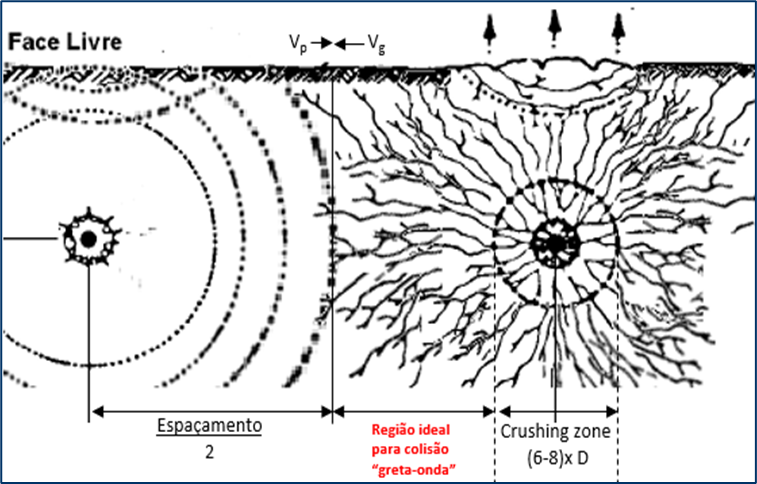 Face Livre
Vp
Vg
Espaçamento
2
Região ideal
para colisão
“greta-onda”
Crushing zone
(6-8)x D